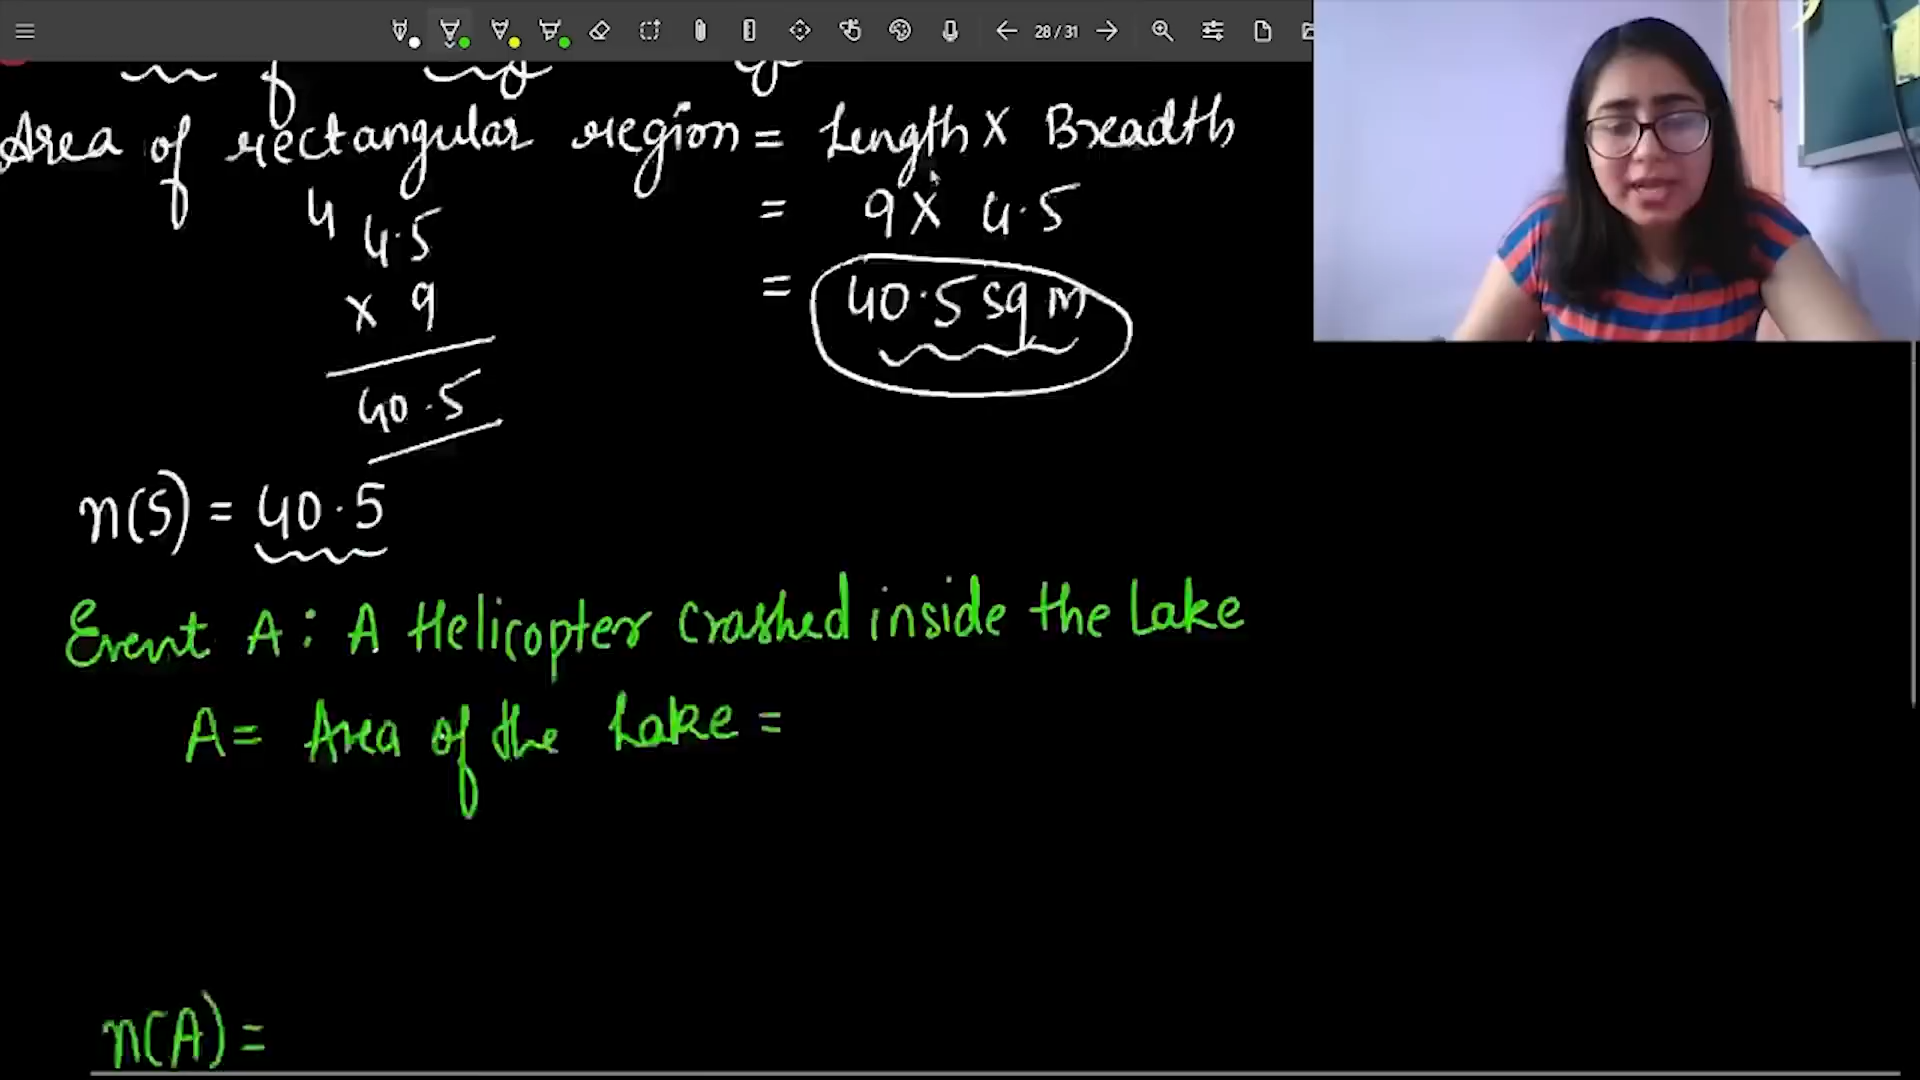 28/31
Area of rectangular region = Length X Breadth
= 9 X 4.5
= 40.5 sq m
4
4.5
X 9
40.5
n(S) = 40.5
Event A : A Helicopter crashed inside the Lake
A = Area of the Lake =
n(A) =